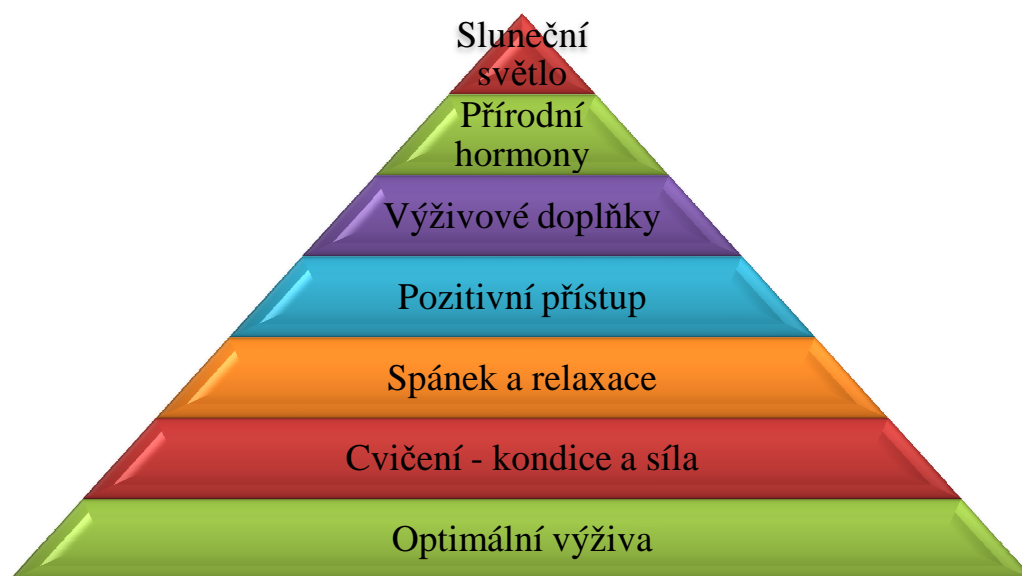 Sluneční
světlo
Přírodní
hormony
Výživové doplňky
Pozitivní přístup
Spánek a relaxace
Cvičení - kondice a síla
Optimální výživa